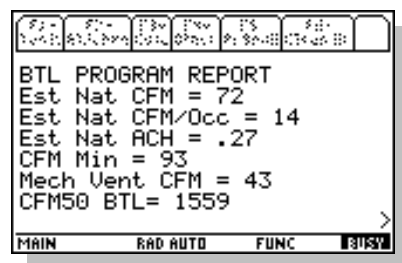 BTL PROGRAM REPORT
Est Nat CFM = 72
Est Nat CFM/Occ = 14
Est Nat ACH = .27
CFM Min = 93
Mech Vent CFM = 43
CFM50 BTL= 1559
>
MAIN RAD AUTO FUNC BUSY